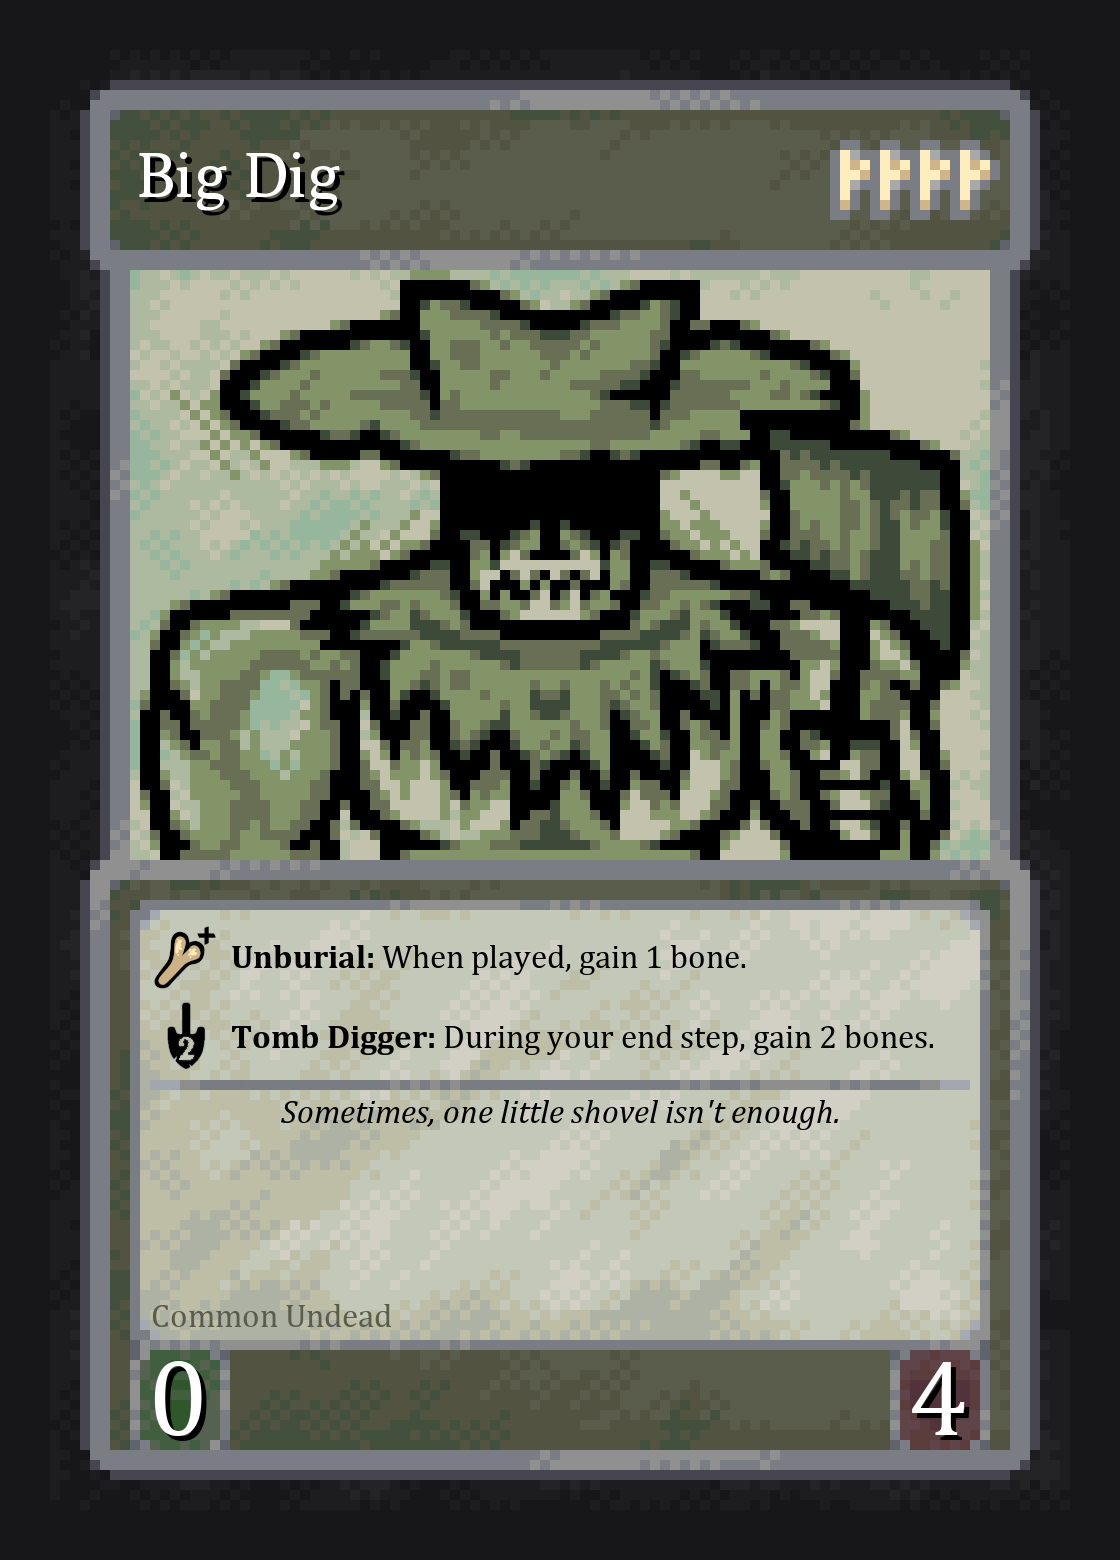 Big Dig
Unburial: When played, gain 1 bone.
2
Tomb Digger: During your end step, gain 2 bones.
Sometimes, one little shovel isn't enough.
Common Undead
0
4